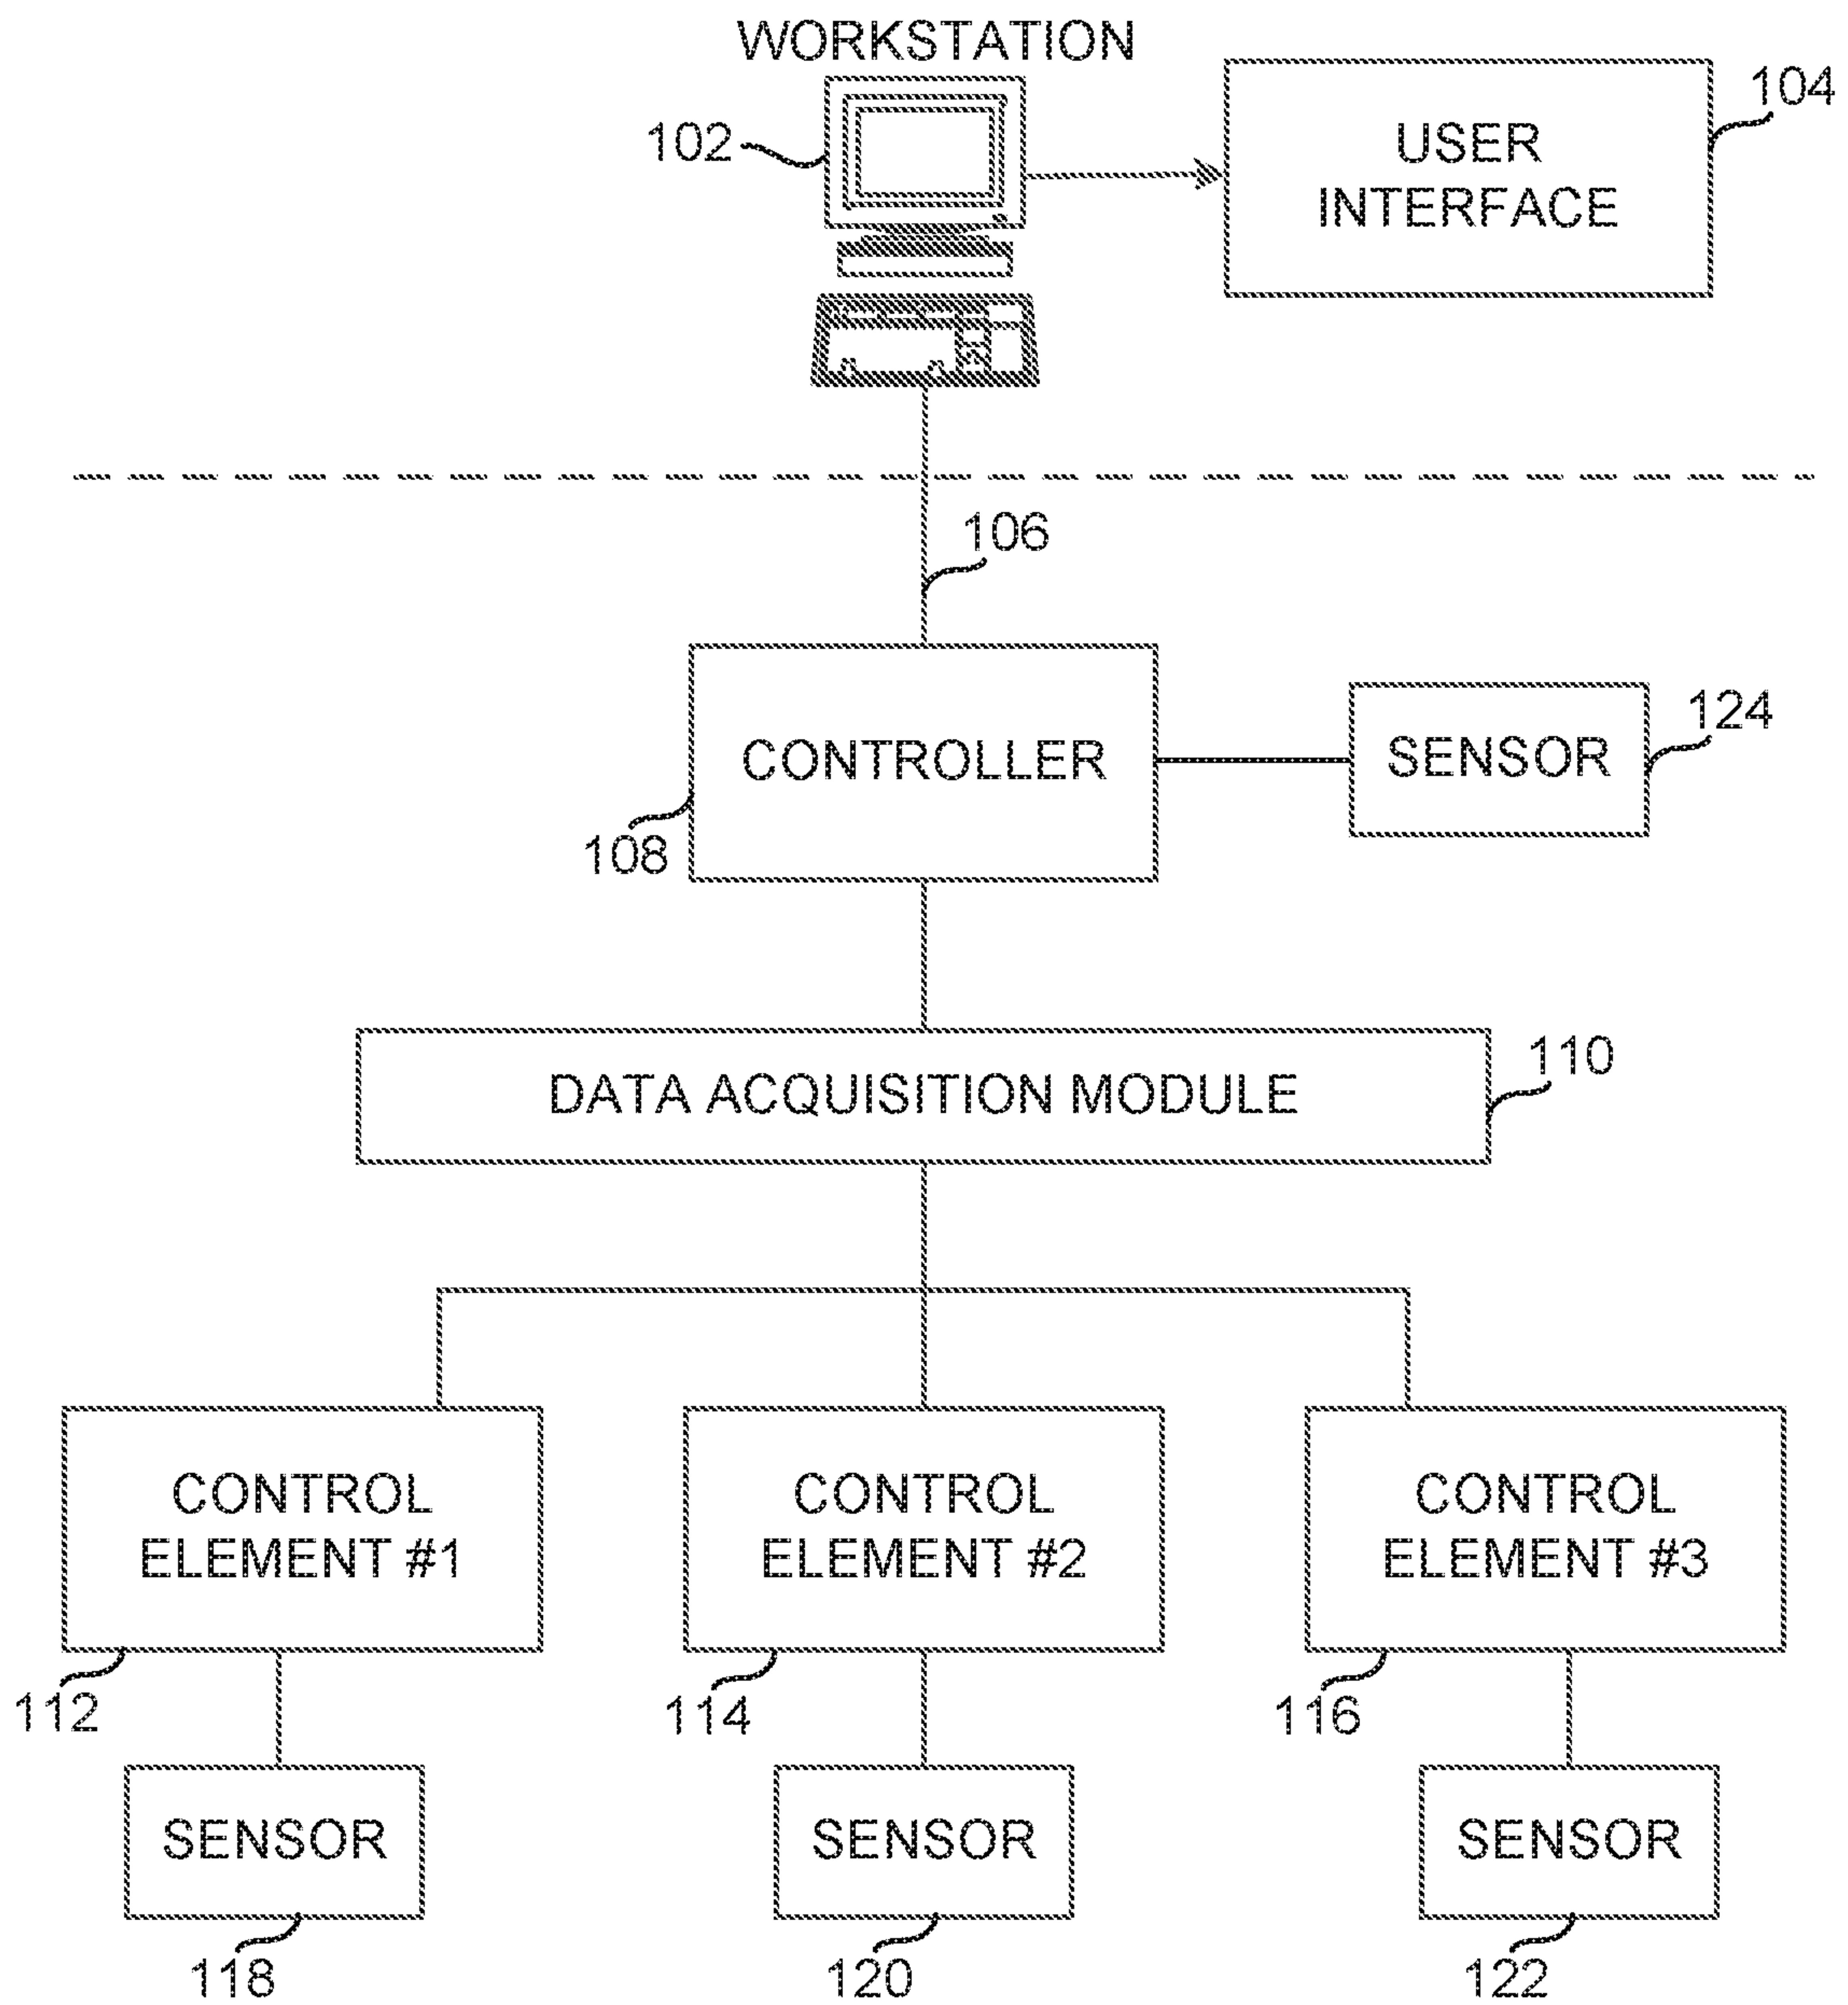 WORKSTATION
104
102
USER
INTERFACE
106
124
CONTROLLER
SENSOR
108
110
DATA ACQUISITION MODULE
CONTROL
ELEMENT #1
CONTROL
ELEMENT #2
CONTROL
ELEMENT #3
112
114
116
SENSOR
SENSOR
SENSOR
118
120
122